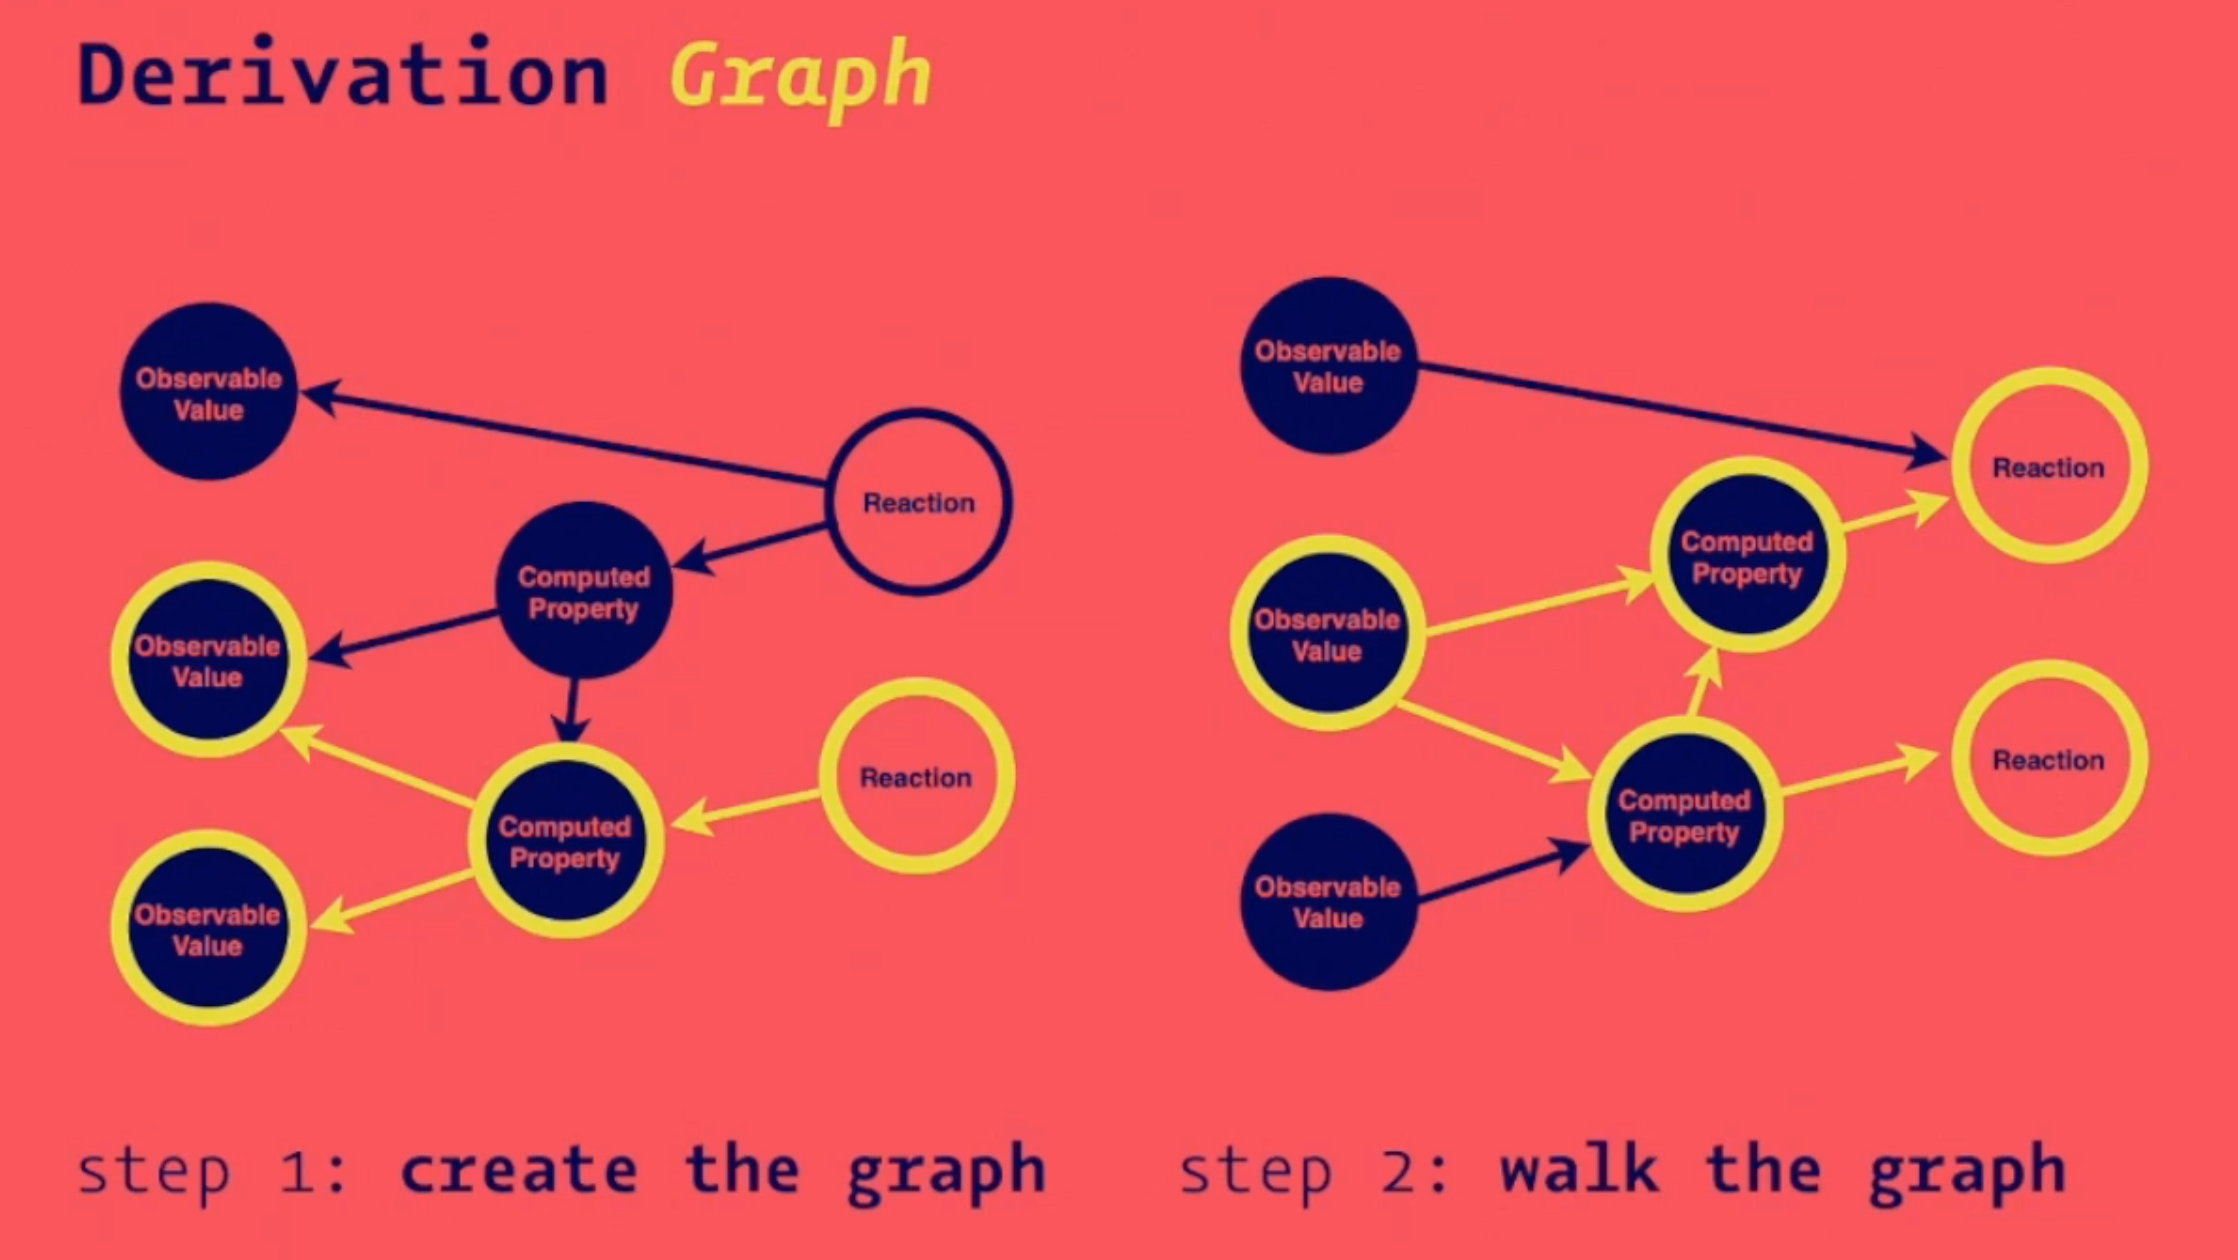 Derivation Graph
Observable
Value
Reaction
Computed
Property
Observable
Value
Reaction
Computed
Property
Observable
Value
step 1: create the graph
Observable
Value
Reaction
Computed
Property
Observable
Value
Reaction
Computed
Property
Observable
Value
step 2: walk the graph